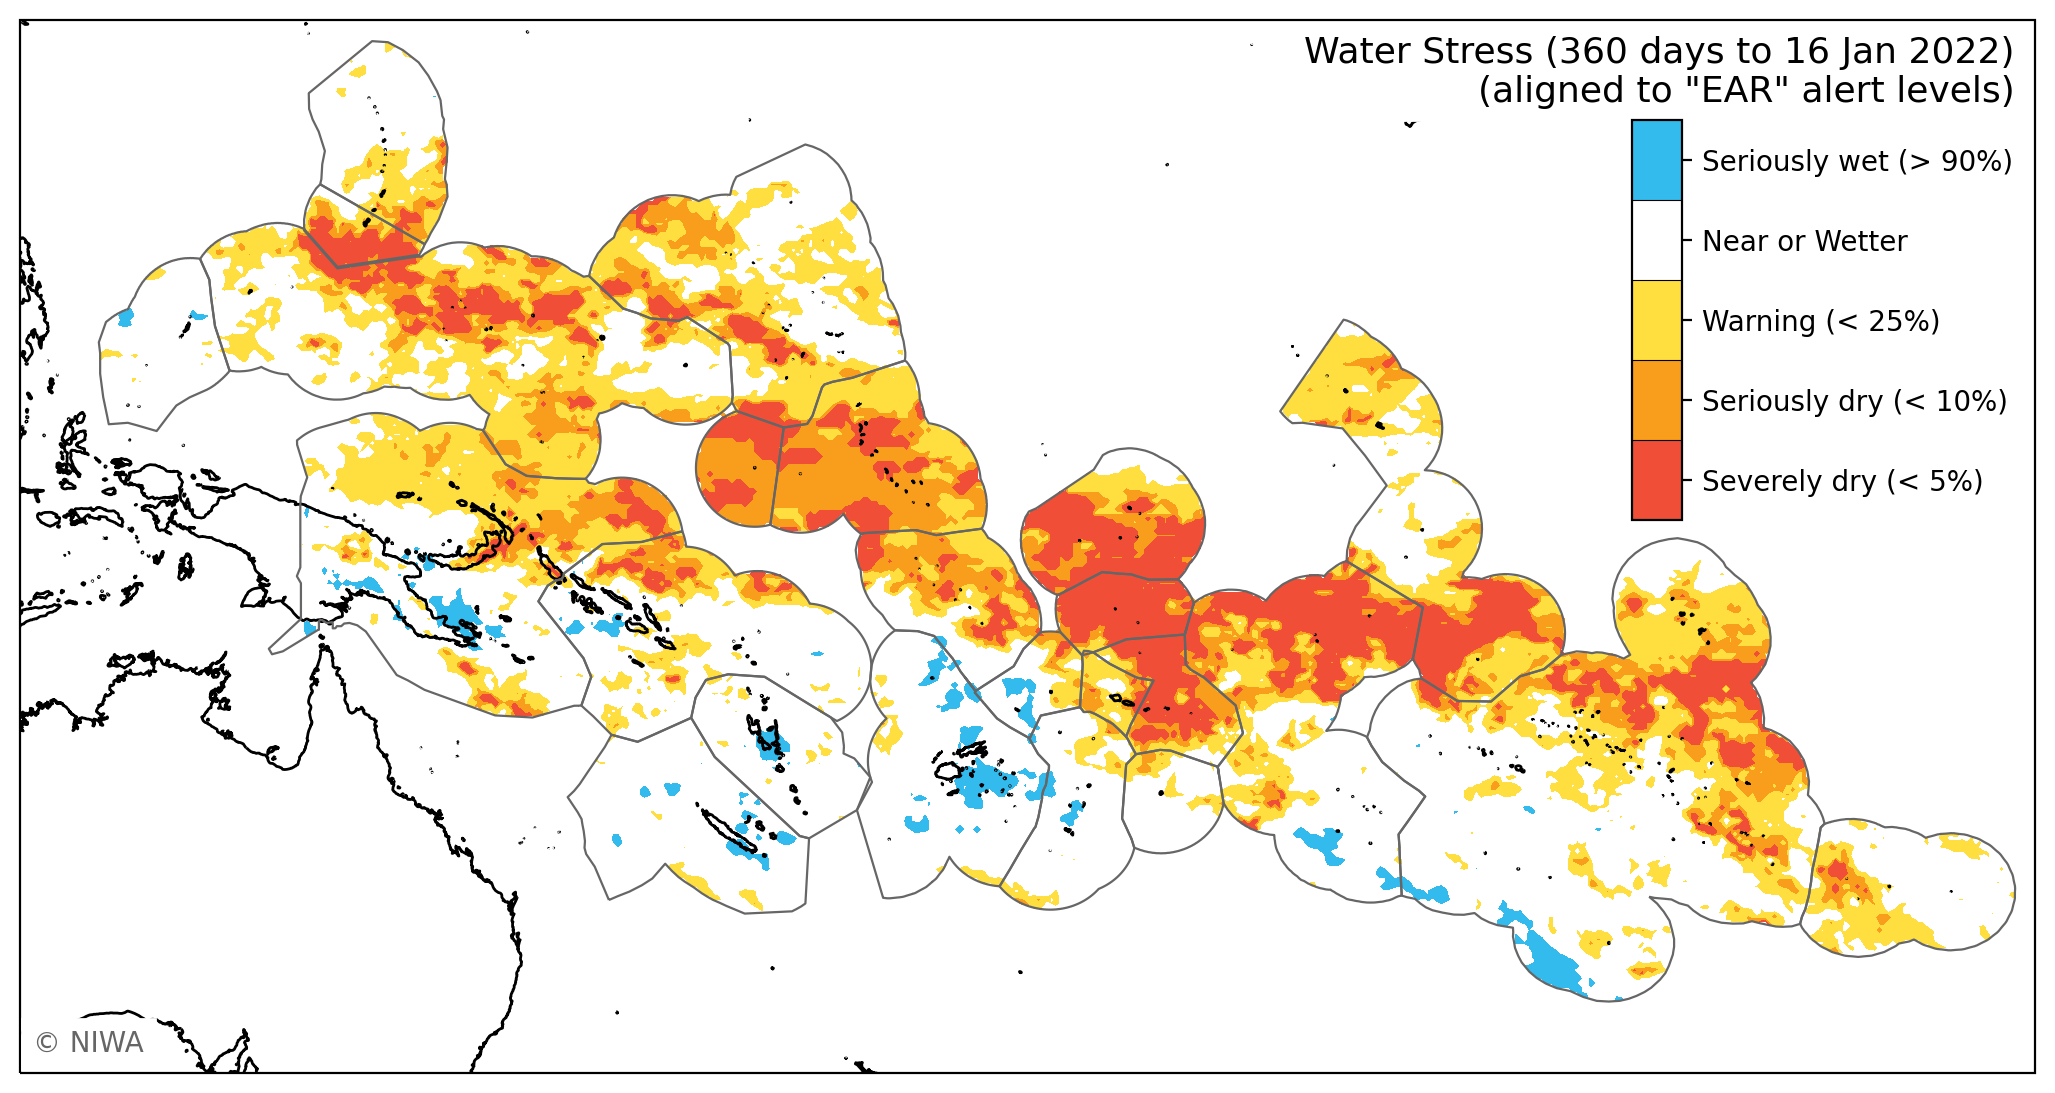 Water Stress (360 days to 16 Jan 2022)
(aligned to "EAR" alert levels)
Seriously wet (> 90%)
Near or Wetter
Warning (< 25%)
Seriously dry (< 10%)
Severely dry (< 5%)
© NIWA